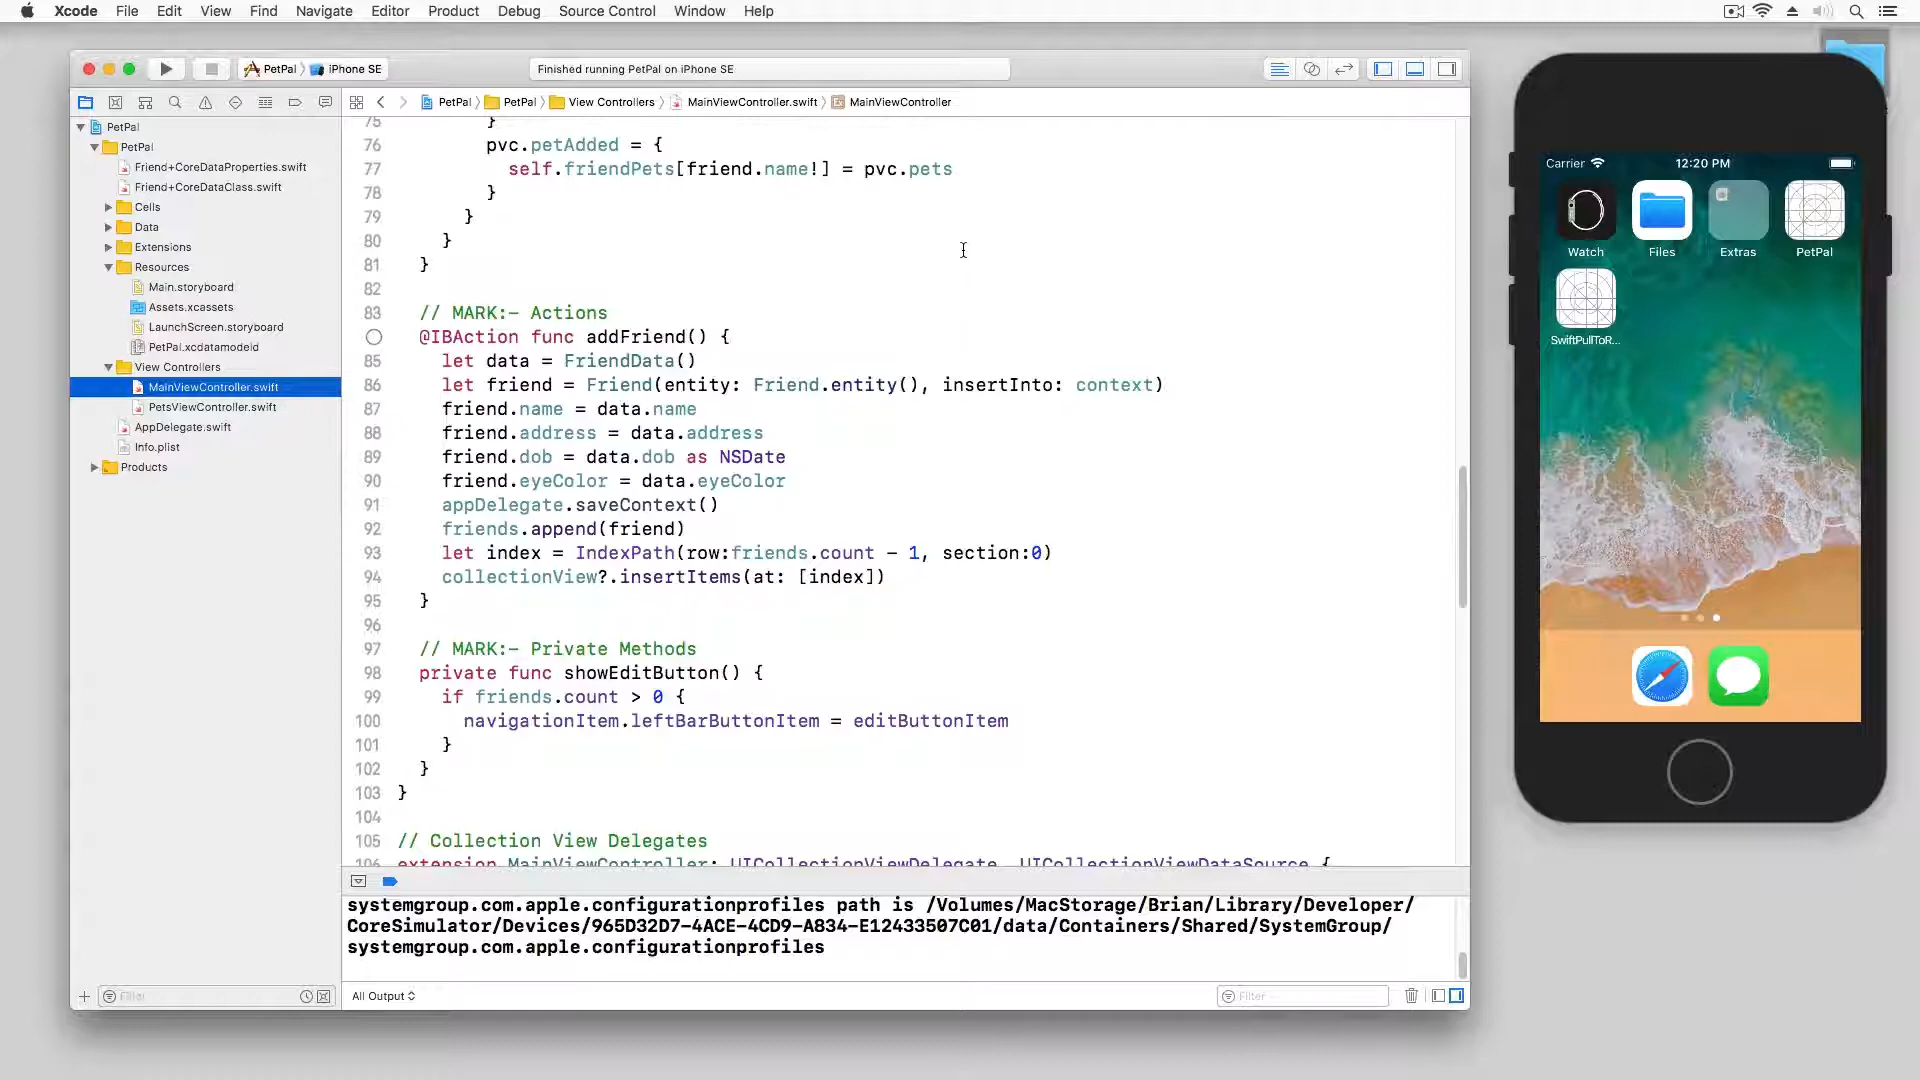 Xcode File Edit View Find Navigate Editor Product Debug Source Control Window Help
PetPal iPhone SE
Finished running PetPal on iPhone SE
PetPal PetPal View Controllers MainViewController.swift MainViewController
PetPal
PetPal
Friend+CoreDataProperties.swift
Friend+CoreDataClass.swift
Cells
Data
Extensions
Resources
Main.storyboard
Assets.xcassets
LaunchScreen.storyboard
PetPal.xcdatamodeld
View Controllers
MainViewController.swift
PetsViewController.swift
AppDelegate.swift
Info.plist
Products
Filter
75 }
76 pvc.petAdded = {
77 self.friendPets[friend.name!] = pvc.pets
78 }
79 }
80 }
81 }
82
83 // MARK:- Actions
@IBAction func addFriend() {
85 let data = FriendData()
86 let friend = Friend(entity: Friend.entity(), insertInto: context)
87 friend.name = data.name
88 friend.address = data.address
89 friend.dob = data.dob as NSDate
90 friend.eyeColor = data.eyeColor
91 appDelegate.saveContext()
92 friends.append(friend)
93 let index = IndexPath(row:friends.count - 1, section:0)
94 collectionView?.insertItems(at: [index])
95 }
96
97 // MARK:- Private Methods
98 private func showEditButton() {
99 if friends.count > 0 {
100 navigationItem.leftBarButtonItem = editButtonItem
101 }
102 }
103 }
104
105 // Collection View Delegates
106 extension MainViewController: UICollectionViewDelegate, UICollectionViewDataSource {
systemgroup.com.apple.configurationprofiles path is /Volumes/MacStorage/Brian/Library/Developer/
CoreSimulator/Devices/965D32D7-4ACE-4CD9-A834-E12433507C01/data/Containers/Shared/SystemGroup/
systemgroup.com.apple.configurationprofiles
All Output
Filter
Carrier 12:20 PM
Watch Files Extras PetPal
SwiftPullToR...